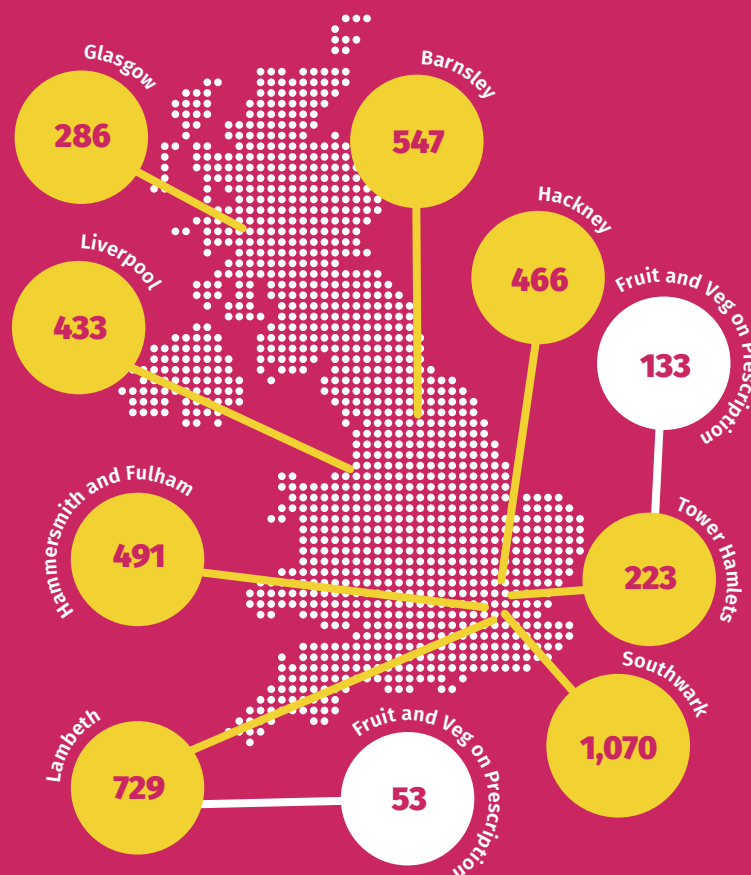 Glasgow
286
Barnsley
547
Hackney
466
Liverpool
433
Fruit and Veg on Prescription
133
Hammersmith and Fulham
491
Tower Hamlets
223
Southwark
1,070
Lambeth
729
Fruit and Veg on Prescription
53